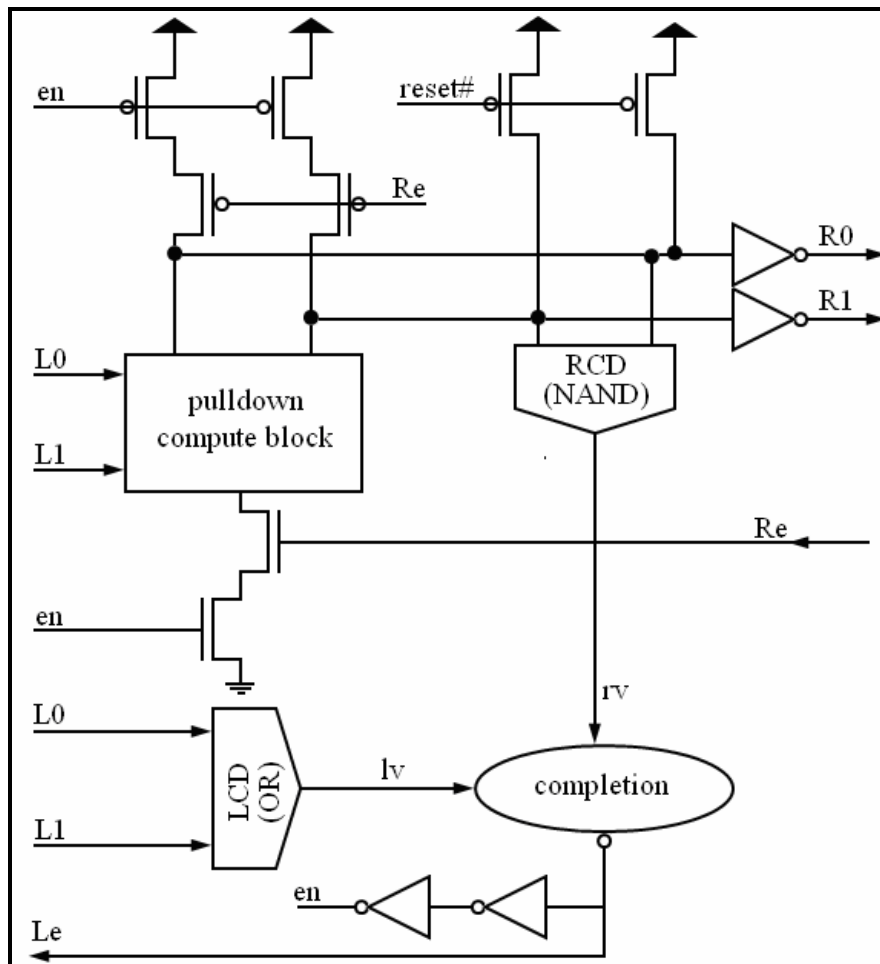 en
reset#
Re
R0
R1
L0
RCD
(NAND)
pulldown
compute block
L1
Re
en
rv
L0
LCD
(OR)
lv
completion
L1
en
Le